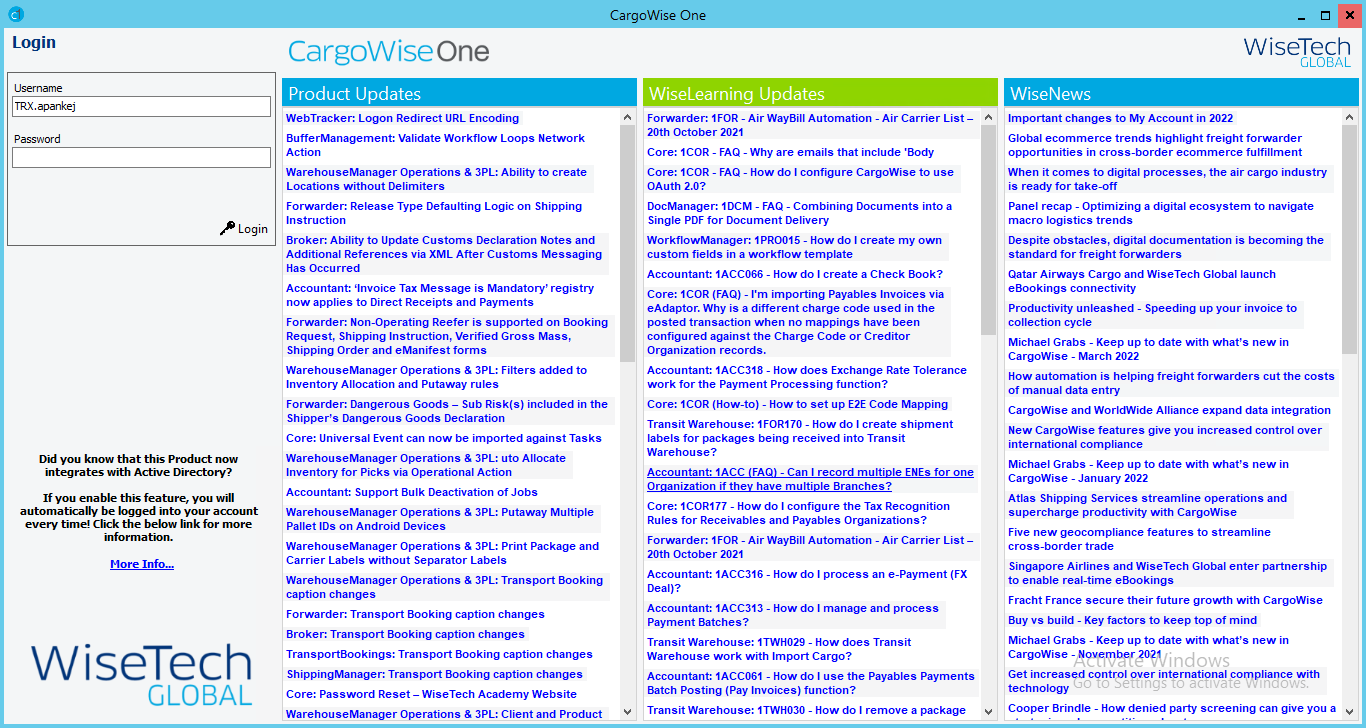 CargoWise One
Login
Username
TRX.apankej
Password
Login
Did you know that this Product now
integrates with Active Directory?
If you enable this feature, you will
automatically be logged into your account
every time! Click the below link for more
information.
More Info...
WiseTech
GLOBAL
CargoWiseOne
WiseTech
GLOBAL
Product Updates
WebTracker: Logon Redirect URL Encoding
BufferManagement: Validate Workflow Loops Network
Action
WarehouseManager Operations & 3PL: Ability to create
Locations without Delimiters
Forwarder: Release Type Defaulting Logic on Shipping
Instruction
Broker: Ability to Update Customs Declaration Notes and
Additional References via XML After Customs Messaging
Has Occurred
Accountant: ‘Invoice Tax Message is Mandatory’ registry
now applies to Direct Receipts and Payments
Forwarder: Non-Operating Reefer is supported on Booking
Request, Shipping Instruction, Verified Gross Mass,
Shipping Order and eManifest forms
WarehouseManager Operations & 3PL: Filters added to
Inventory Allocation and Putaway rules
Forwarder: Dangerous Goods – Sub Risk(s) included in the
Shipper’s Dangerous Goods Declaration
Core: Universal Event can now be imported against Tasks
WarehouseManager Operations & 3PL: uto Allocate
Inventory for Picks via Operational Action
Accountant: Support Bulk Deactivation of Jobs
WarehouseManager Operations & 3PL: Putaway Multiple
Pallet IDs on Android Devices
WarehouseManager Operations & 3PL: Print Package and
Carrier Labels without Separator Labels
WarehouseManager Operations & 3PL: Transport Booking
caption changes
Forwarder: Transport Booking caption changes
Broker: Transport Booking caption changes
TransportBookings: Transport Booking caption changes
ShippingManager: Transport Booking caption changes
Core: Password Reset – WiseTech Academy Website
WarehouseManager Operations & 3PL: Client and Product
WiseLearning Updates
Forwarder: 1FOR - Air WayBill Automation - Air Carrier List –
20th October 2021
Core: 1COR - FAQ - Why are emails that include 'Body
Core: 1COR - FAQ - How do I configure CargoWise to use
OAuth 2.0?
DocManager: 1DCM - FAQ - Combining Documents into a
Single PDF for Document Delivery
WorkflowManager: 1PRO015 - How do I create my own
custom fields in a workflow template
Accountant: 1ACC066 - How do I create a Check Book?
Core: 1COR (FAQ) - I'm importing Payables Invoices via
eAdaptor. Why is a different charge code used in the
posted transaction when no mappings have been
configured against the Charge Code or Creditor
Organization records.
Accountant: 1ACC318 - How does Exchange Rate Tolerance
work for the Payment Processing function?
Core: 1COR (How-to) - How to set up E2E Code Mapping
Transit Warehouse: 1FOR170 - How do I create shipment
labels for packages being received into Transit
Warehouse?
Accountant: 1ACC (FAQ) - Can I record multiple ENEs for one
Organization if they have multiple Branches?
Core: 1COR177 - How do I configure the Tax Recognition
Rules for Receivables and Payables Organizations?
Forwarder: 1FOR - Air WayBill Automation - Air Carrier List –
20th October 2021
Accountant: 1ACC316 - How do I process an e-Payment (FX
Deal)?
Accountant: 1ACC313 - How do I manage and process
Payment Batches?
Transit Warehouse: 1TWH029 - How does Transit
Warehouse work with Import Cargo?
Accountant: 1ACC061 - How do I use the Payables Payments
Batch Posting (Pay Invoices) function?
Transit Warehouse: 1TWH030 - How do I remove a package
WiseNews
Important changes to My Account in 2022
Global ecommerce trends highlight freight forwarder
opportunities in cross-border ecommerce fulfillment
When it comes to digital processes, the air cargo industry
is ready for take-off
Panel recap - Optimizing a digital ecosystem to navigate
macro logistics trends
Despite obstacles, digital documentation is becoming the
standard for freight forwarders
Qatar Airways Cargo and WiseTech Global launch
eBookings connectivity
Productivity unleashed - Speeding up your invoice to
collection cycle
Michael Grabs - Keep up to date with what’s new in
CargoWise - March 2022
How automation is helping freight forwarders cut the costs
of manual data entry
CargoWise and WorldWide Alliance expand data integration
New CargoWise features give you increased control over
international compliance
Michael Grabs - Keep up to date with what’s new in
CargoWise - January 2022
Atlas Shipping Services streamline operations and
supercharge productivity with CargoWise
Five new geocompliance features to streamline
cross-border trade
Singapore Airlines and WiseTech Global enter partnership
to enable real-time eBookings
Fracht France secure their future growth with CargoWise
Buy vs build - Key factors to keep top of mind
Michael Grabs - Keep up to date with what’s new in
CargoWise - November 2021
Activate Windows
Get increased control over international compliance with
technology
Go to Settings to activate Windows.
Cooper Brindle - How denied party screening can give you a